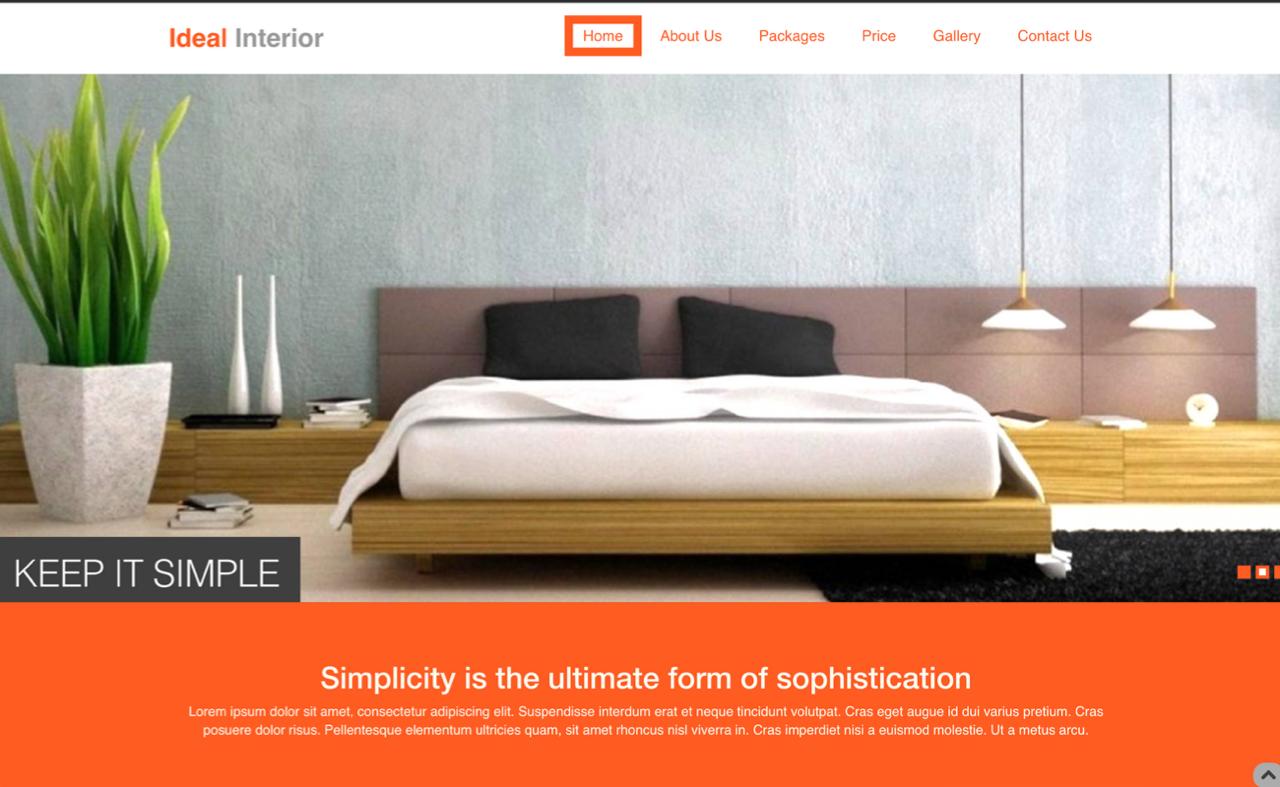 Ideal Interior
Home About Us Packages Price Gallery Contact Us
KEEP IT SIMPLE
Simplicity is the ultimate form of sophistication
Lorem ipsum dolor sit amet, consectetur adipiscing elit. Suspendisse interdum erat et neque tincidunt volutpat. Cras eget augue id dui varius pretium. Cras
posuere dolor risus. Pellentesque elementum ultricies quam, sit amet rhoncus nisl viverra in. Cras imperdiet nisi a euismod molestie. Ut a metus arcu.